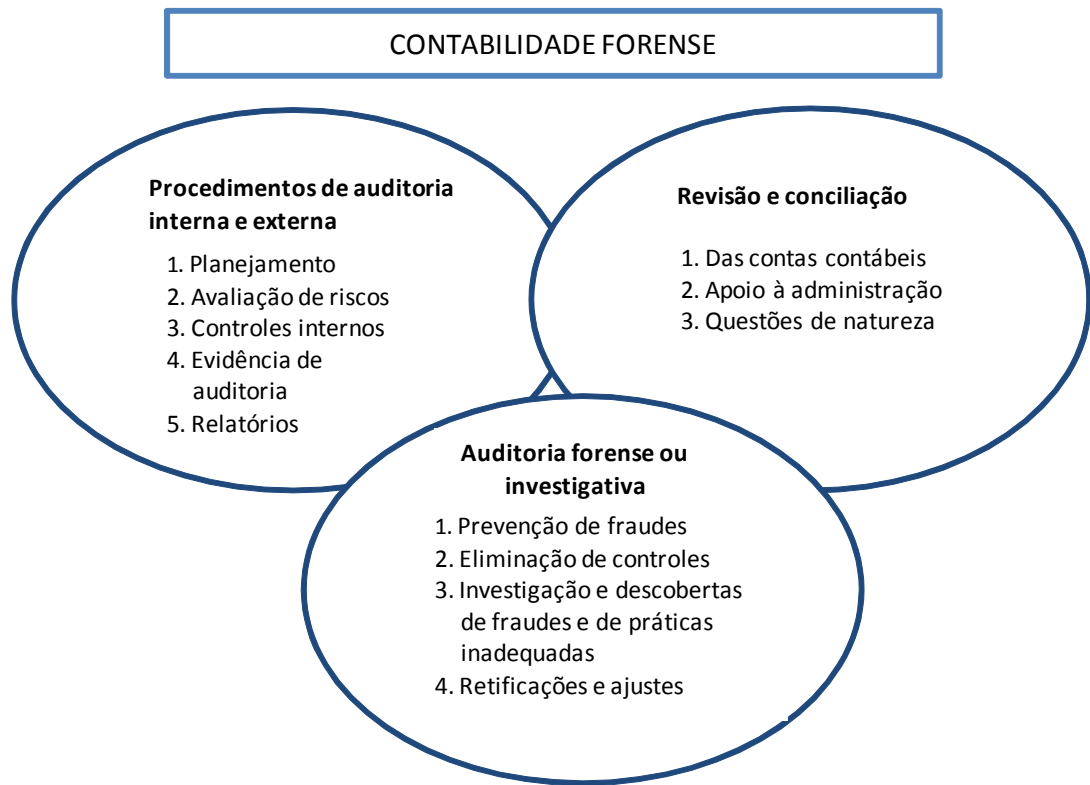 CONTABILIDADE FORENSE
Procedimentos de auditoria
interna e externa
1. Planejamento
2. Avaliação de riscos
3. Controles internos
4. Evidência de
auditoria
5. Relatórios
Revisão e conciliação
1. Das contas contábeis
2. Apoio à administração
3. Questões de natureza
Auditoria forense ou
investigativa
1. Prevenção de fraudes
2. Eliminação de controles
3. Investigação e descobertas
de fraudes e de práticas
inadequadas
4. Retificações e ajustes